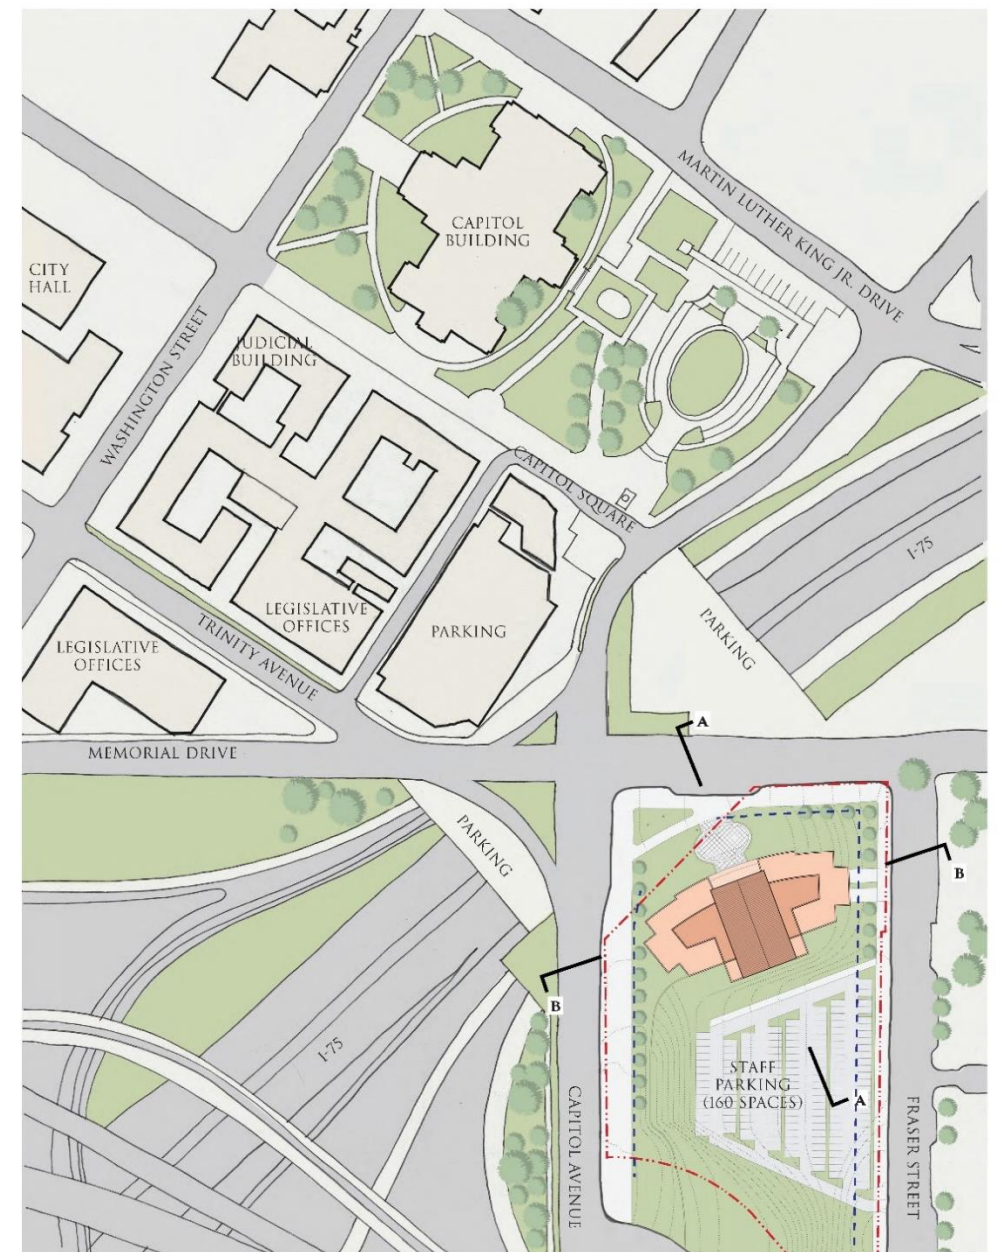 MARTIN LUTHER KING JR. DRIVE
CAPITOL
BUILDING
CITY
HALL
WASHINGTON STREET
JUDICIAL
BUILDING
CAPITOL SQUARE
I-75
LEGISLATIVE
OFFICES
PARKING
PARKING
TRINITY AVENUE
LEGISLATIVE
OFFICES
A
MEMORIAL DRIVE
PARKING
B
B
I-75
STAFF
PARKING
(160 SPACES)
A
CAPITOL AVENUE
FRASER STREET